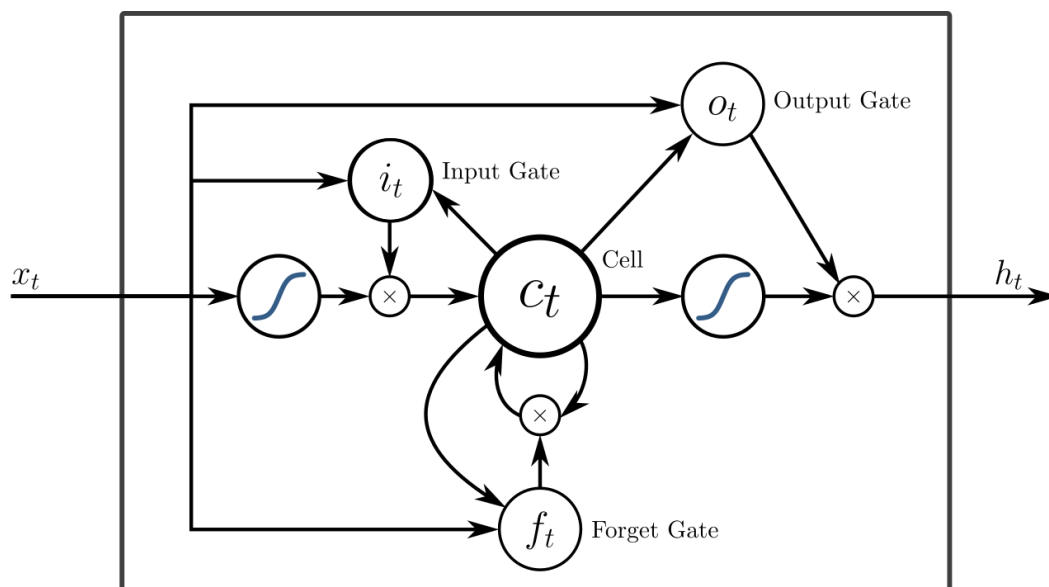 o_t Output Gate
i_t Input Gate
x_t
×
c_t Cell
×
h_t
×
f_t Forget Gate